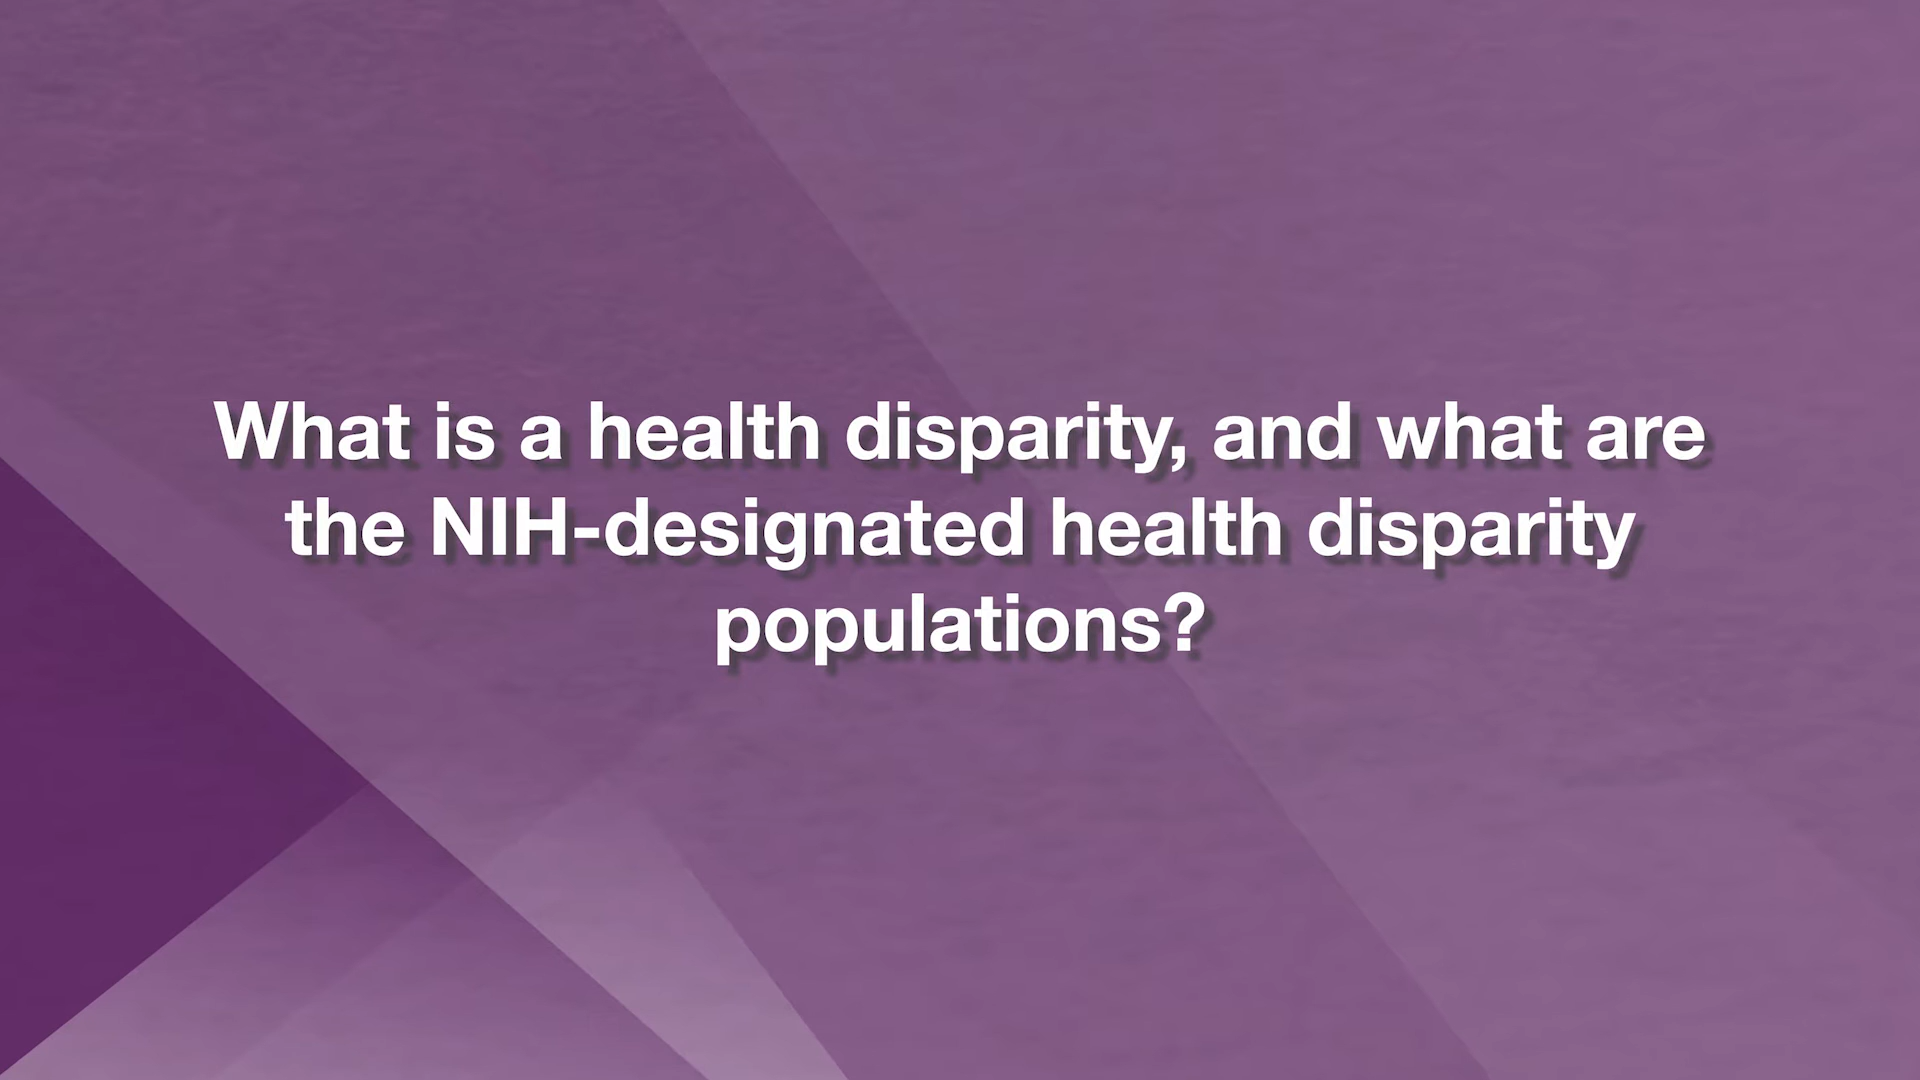 What is a health disparity, and what are
the NIH-designated health disparity
populations?